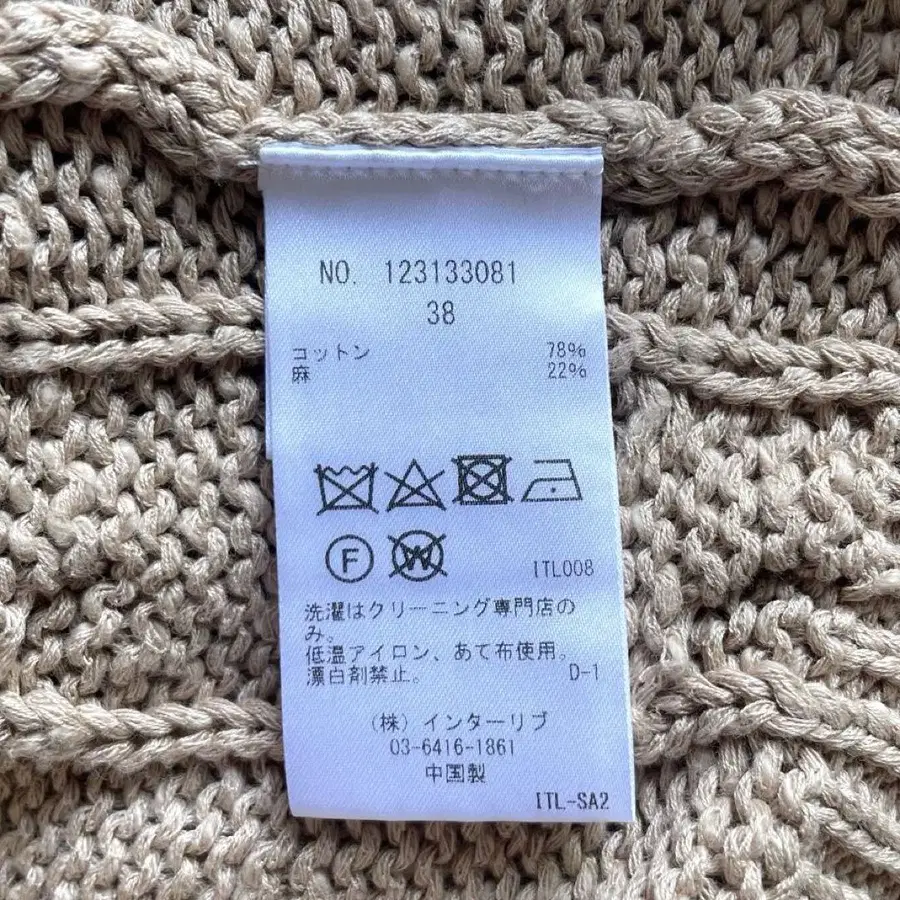 NO. 123133081
38
コットン 78%
麻 22%
F W
ITL008
洗濯はクリーニング専門店の
み。
低温アイロン、あて布使用。
漂白剤禁止。 D-1
(株)インターリブ
03-6416-1861
中国製
ITL-SA2